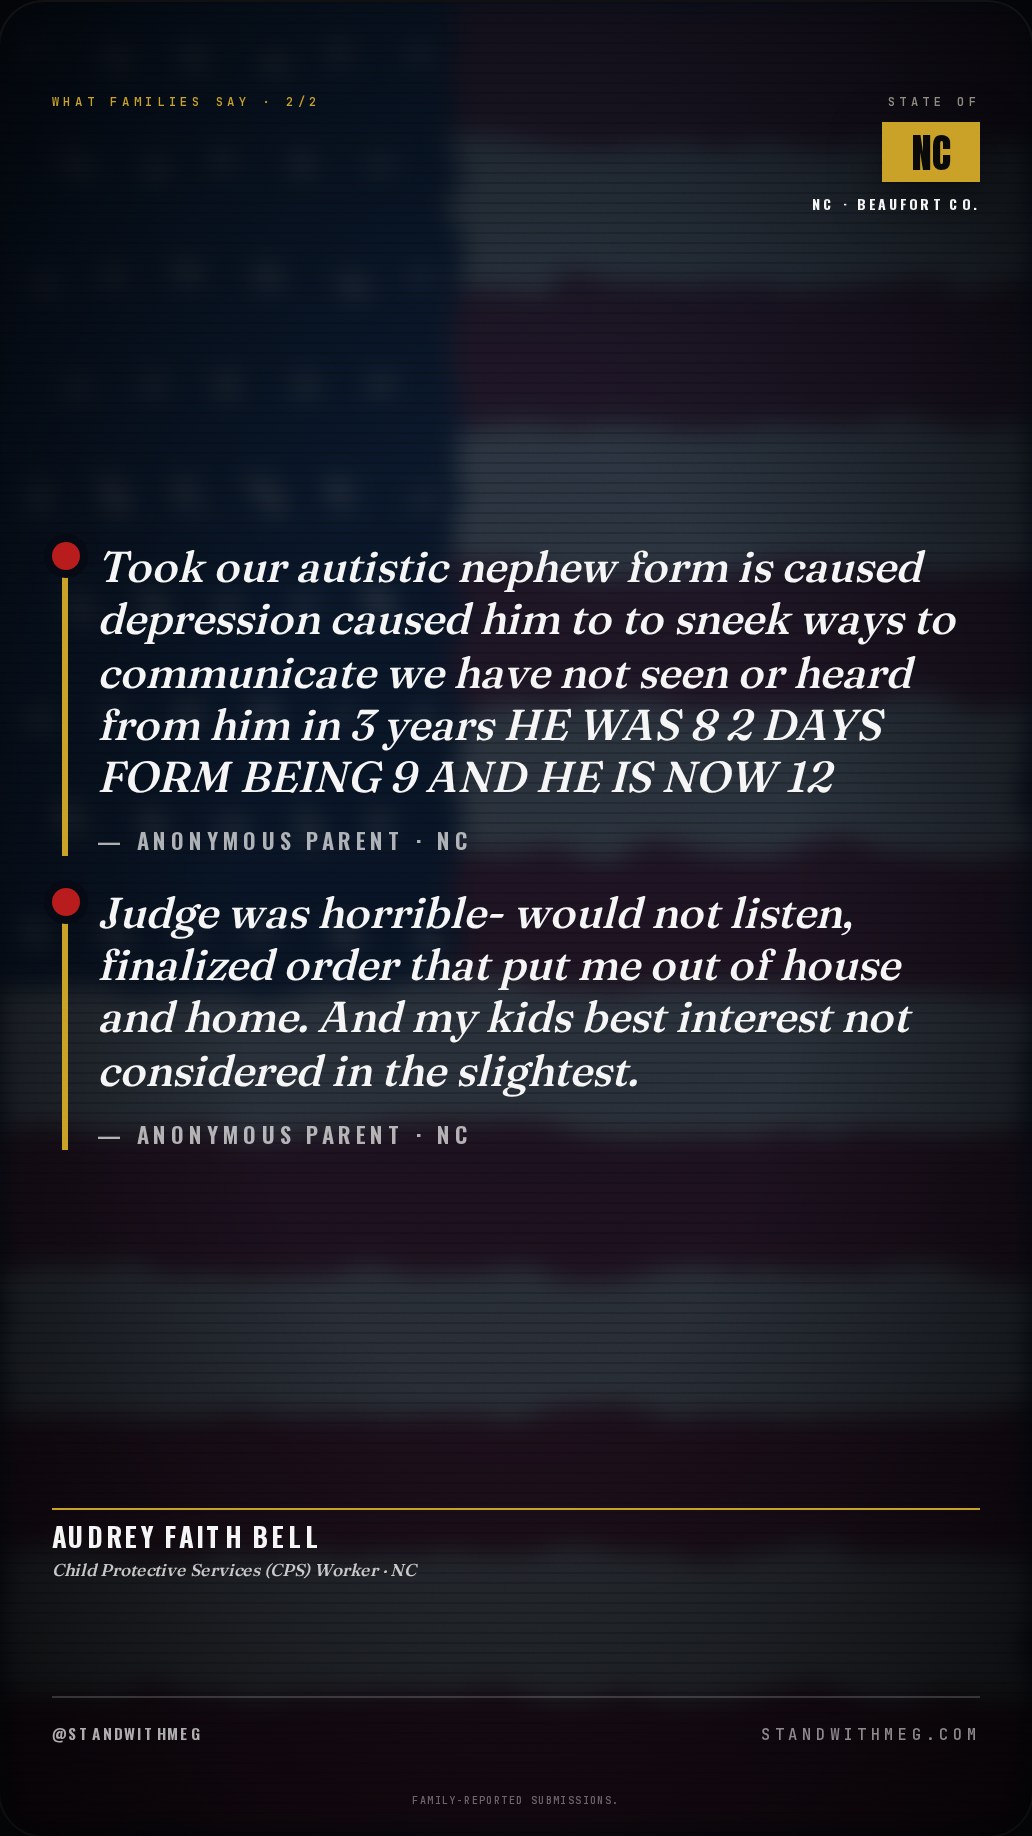 WHAT FAMILIES SAY · 2/2
STATE OF
NC
NC · BEAUFORT CO.
Took our autistic nephew form is caused
depression caused him to to sneek ways to
communicate we have not seen or heard
from him in 3 years HE WAS 8 2 DAYS
FORM BEING 9 AND HE IS NOW 12
— ANONYMOUS PARENT · NC
Judge was horrible- would not listen,
finalized order that put me out of house
and home. And my kids best interest not
considered in the slightest.
— ANONYMOUS PARENT · NC
AUDREY FAITH BELL
Child Protective Services (CPS) Worker · NC
@STANDWITHMEG
STANDWITHMEG.COM
FAMILY-REPORTED SUBMISSIONS.